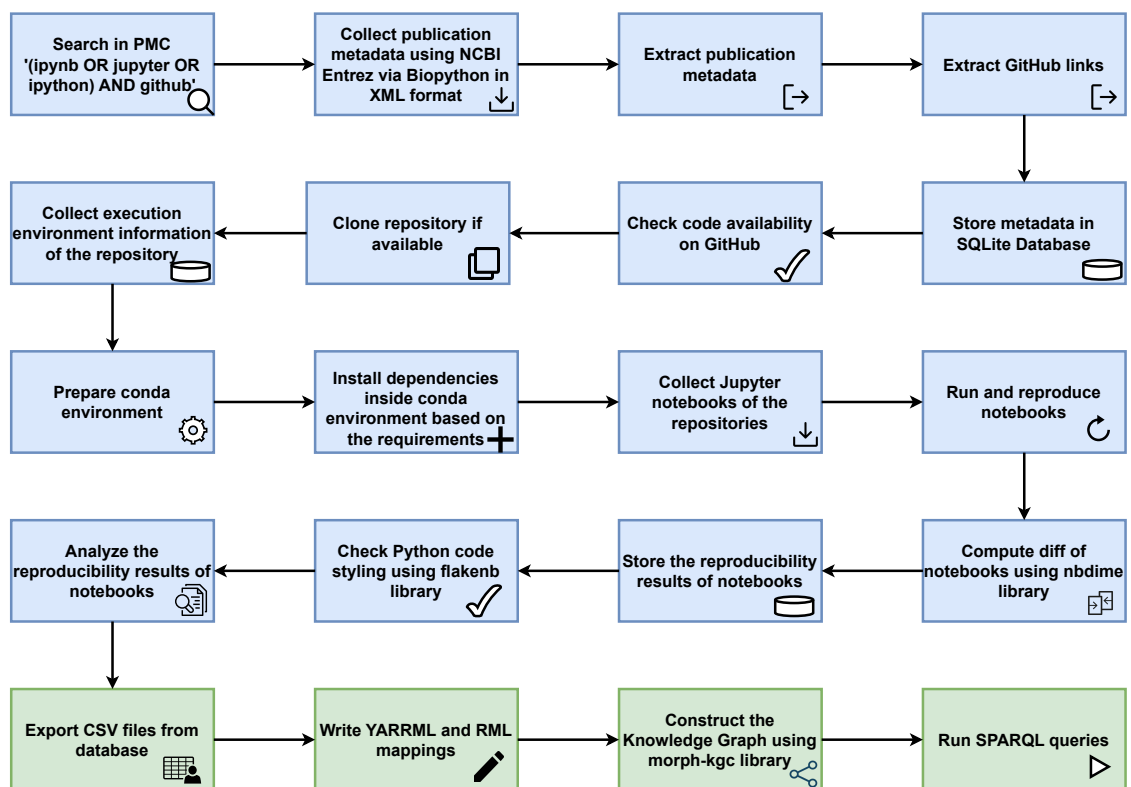 Search in PMC
'(ipynb OR jupyter OR
ipython) AND github'
Collect publication
metadata using NCBI
Entrez via Biopython in
XML format
Extract publication
metadata
Extract GitHub links
Collect execution
environment information
of the repository
Clone repository if
available
Check code availability
on GitHub
Store metadata in
SQLite Database
Prepare conda
environment
Install dependencies
inside conda
environment based on
the requirements
Collect Jupyter
notebooks of the
repositories
Run and reproduce
notebooks
Analyze the
reproducibility results of
notebooks
Check Python code
styling using flakenb
library
Store the reproducibility
results of notebooks
Compute diff of
notebooks using nbdime
library
Export CSV files from
database
Write YARRML and RML
mappings
Construct the
Knowledge Graph using
morph-kgc library
Run SPARQL queries